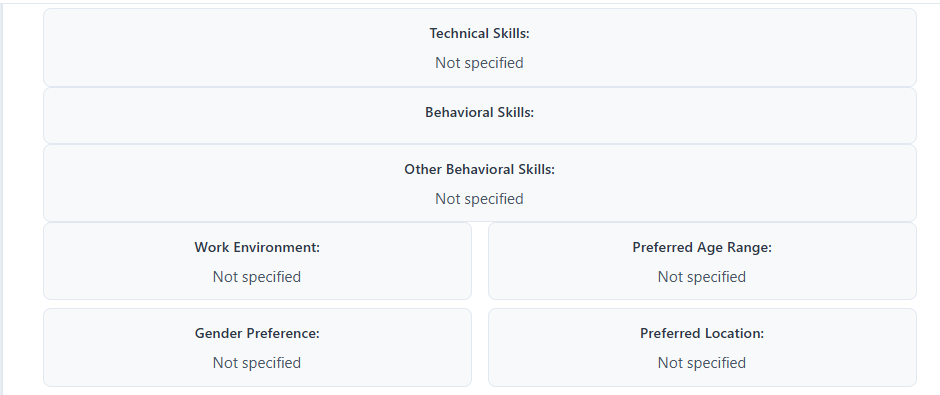 Technical Skills:
Not specified
Behavioral Skills:
Other Behavioral Skills:
Not specified
Work Environment:
Not specified
Preferred Age Range:
Not specified
Gender Preference:
Not specified
Preferred Location:
Not specified